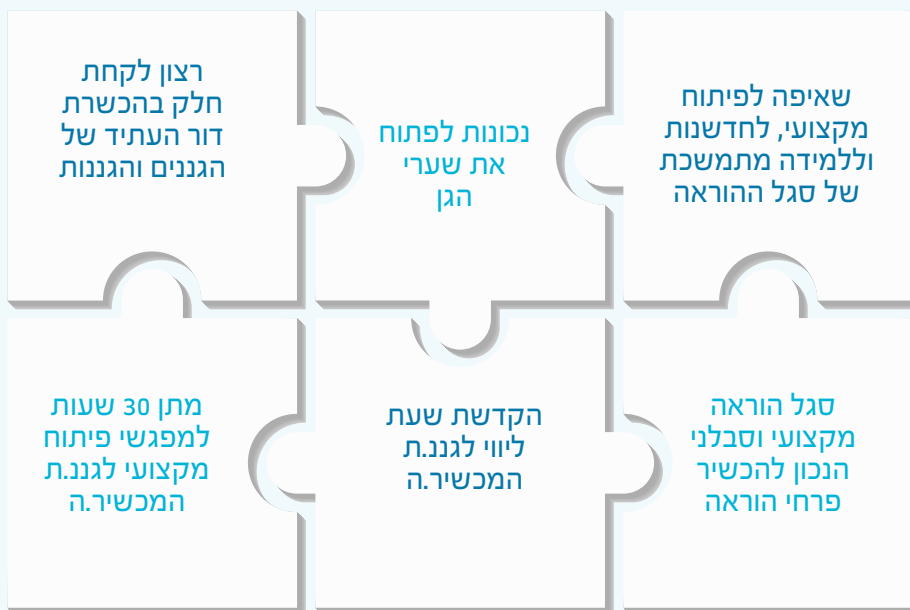 שאיפה לפיתוח
מקצועי, לחדשנות
וללמידה מתמשכת
של סגל ההוראה
נכונות לפתוח
את שערי
הגן
רצון לקחת
חלק בהכשרת
דור העתיד של
הגננים והגננות
סגל הוראה
מקצועי וסבלני
הנכון להכשיר
פרחי הוראה
הקדשת שעת
ליווי לגננ.ת
המכשיר.ה
מתן 30 שעות
למפגשי פיתוח
מקצועי לגננ.ת
המכשיר.ה